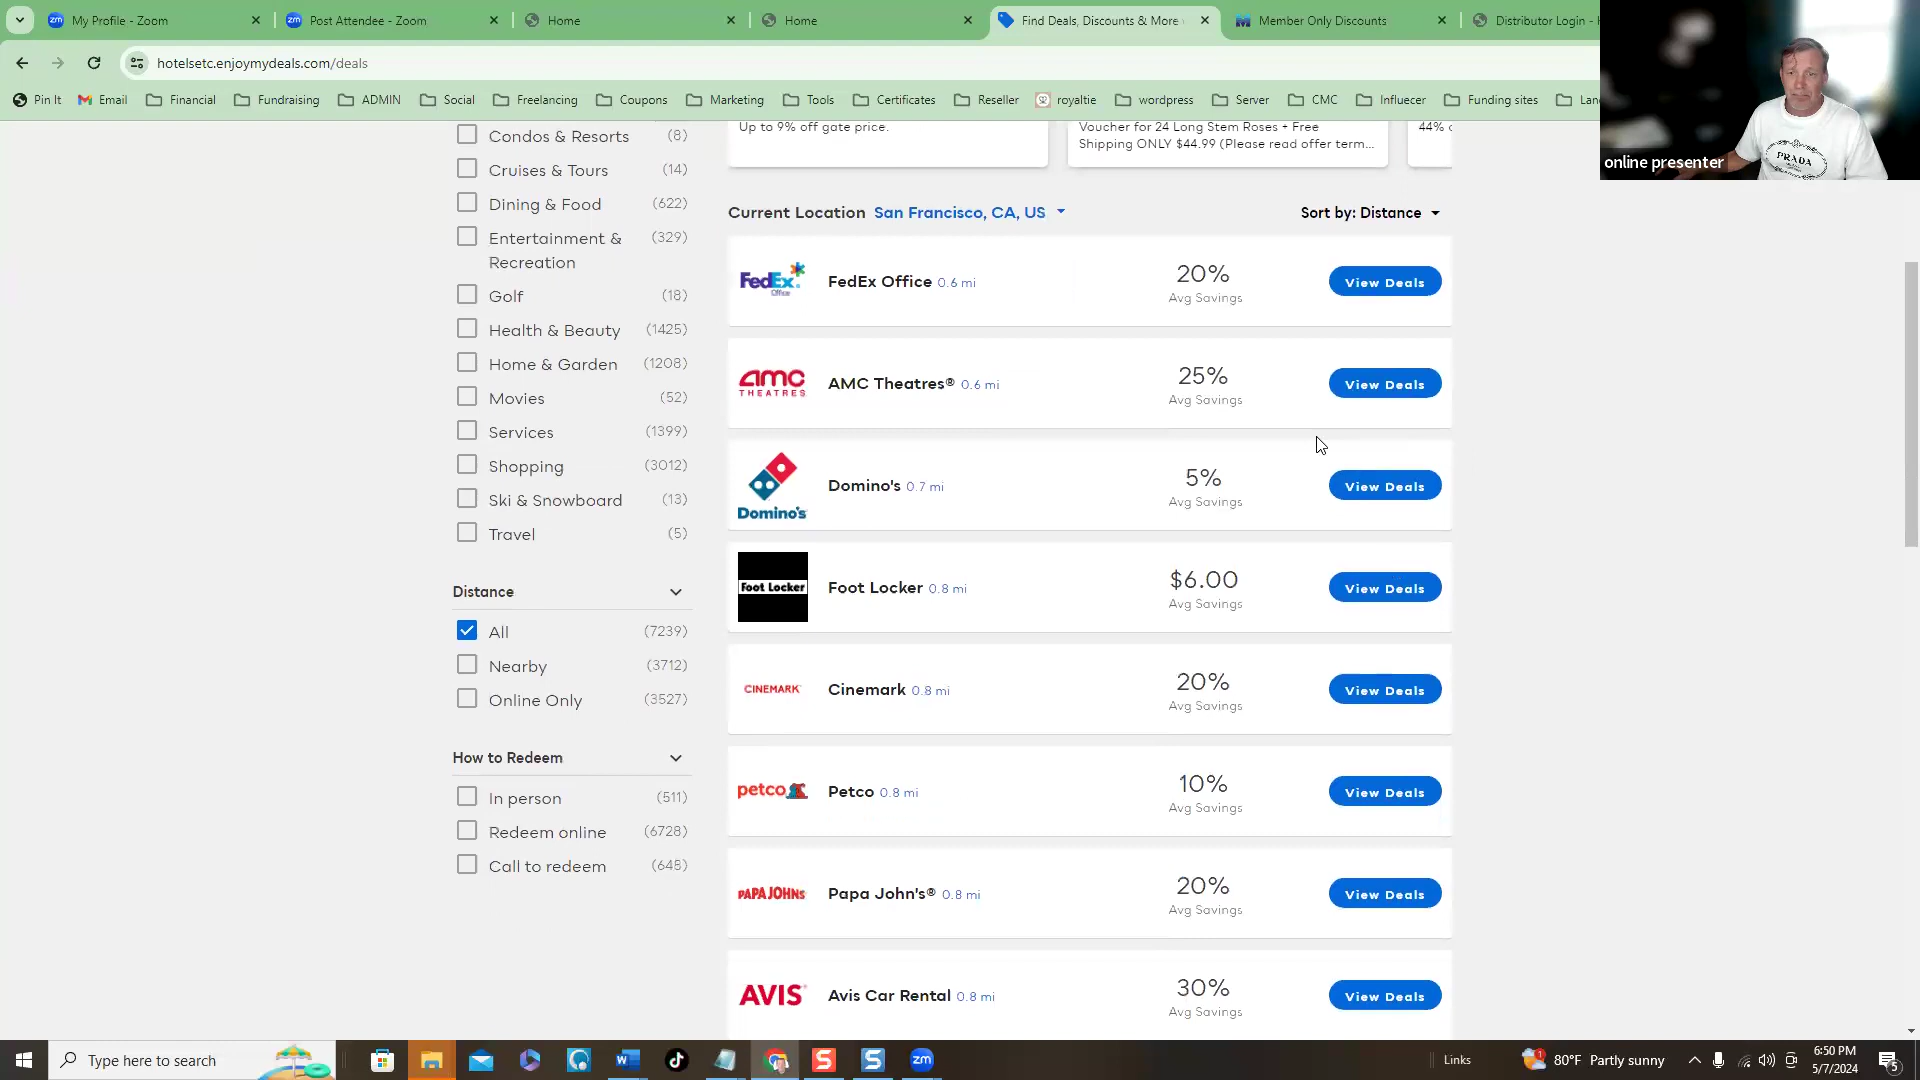 My Profile - Zoom
Post Attendee - Zoom
Home
Home
Find Deals, Discounts & More
Member Only Discounts
Distributor Login -
hotelsetc.enjoymydeals.com/deals
Pin It
Email
Financial
Fundraising
ADMIN
Social
Freelancing
Coupons
Marketing
Tools
Certificates
Reseller
royaltie
wordpress
Server
CMC
Influecer
Funding sites
Lan
online presenter
PRADA
Condos & Resorts (8)
Cruises & Tours (14)
Dining & Food (622)
Entertainment & (329)
Recreation
Golf (18)
Health & Beauty (1425)
Home & Garden (1208)
Movies (52)
Services (1399)
Shopping (3012)
Ski & Snowboard (13)
Travel (5)
Distance
All (7239)
Nearby (3712)
Online Only (3527)
How to Redeem
In person (511)
Redeem online (6728)
Call to redeem (645)
Up to 9% off gate price.
Voucher for 24 Long Stem Roses + Free
Shipping ONLY $44.99 (Please read offer term...
44%
Current Location San Francisco, CA, US
Sort by: Distance
FedEx Office
FedEx Office 0.6 mi
20%
Avg Savings
View Deals
amc THEATRES
AMC Theatres® 0.6 mi
25%
Avg Savings
View Deals
Domino's
Domino's 0.7 mi
5%
Avg Savings
View Deals
Foot Locker
Foot Locker 0.8 mi
$6.00
Avg Savings
View Deals
CINEMARK
Cinemark 0.8 mi
20%
Avg Savings
View Deals
petco
Petco 0.8 mi
10%
Avg Savings
View Deals
PAPA JOHNS
Papa John's® 0.8 mi
20%
Avg Savings
View Deals
AVIS
Avis Car Rental 0.8 mi
30%
Avg Savings
View Deals
Type here to search
Links
80°F Partly sunny
6:50 PM
5/7/2024